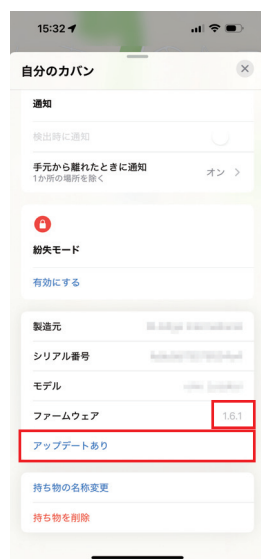 15:32
自分のカバン
通知
検出時に通知
手元から離れたときに通知
1か所の場所を除く
オン
紛失モード
有効にする
製造元
シリアル番号
モデル
ファームウェア 1.6.1
アップデートあり
持ち物の名称変更
持ち物を削除